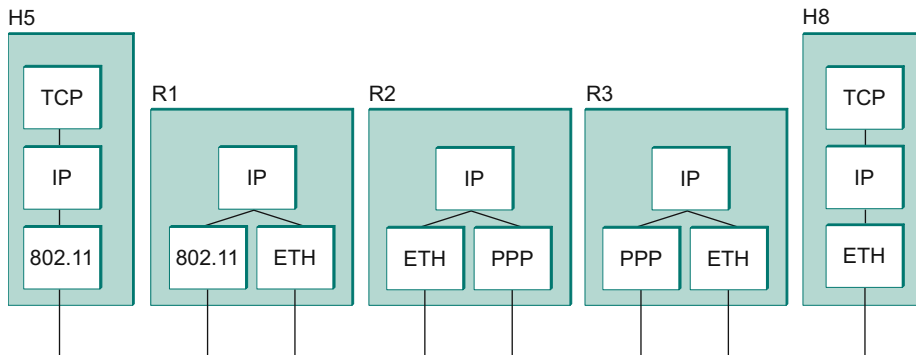 H5
H8
R1
R2
R3
TCP
TCP
IP
IP
IP
IP
IP
802.11
802.11
ETH
ETH
PPP
PPP
ETH
ETH